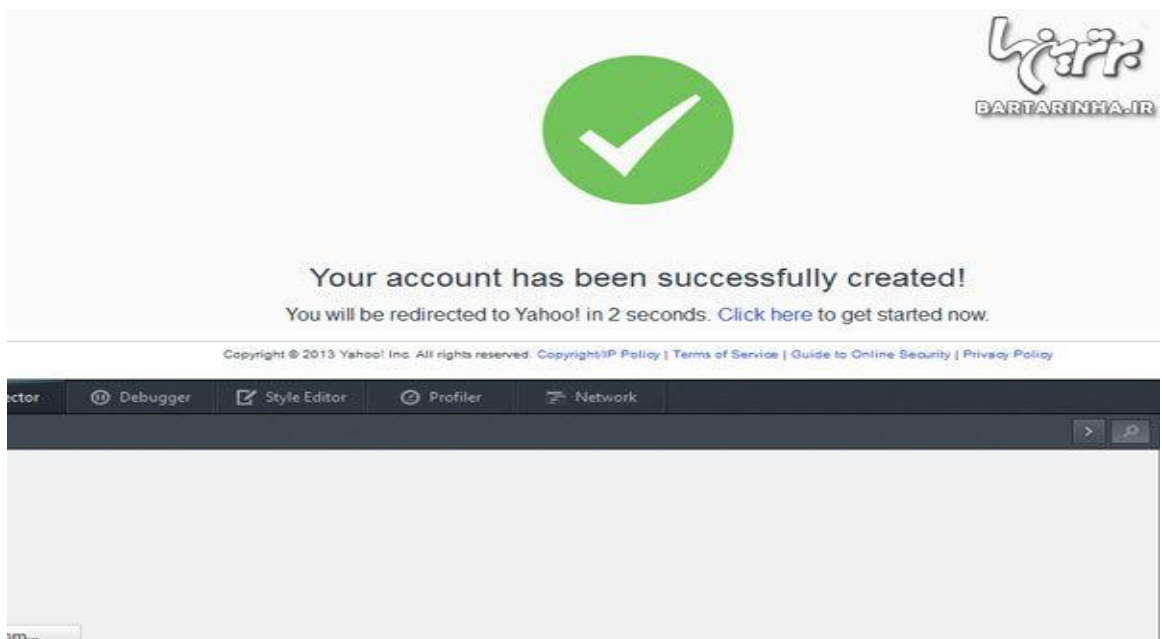 برترینها
BARTARINHA.IR
Your account has been successfully created!
You will be redirected to Yahoo! in 2 seconds. Click here to get started now.
Copyright © 2013 Yahoo! Inc. All rights reserved. Copyright/IP Policy | Terms of Service | Guide to Online Security | Privacy Policy
ector Debugger Style Editor Profiler Network